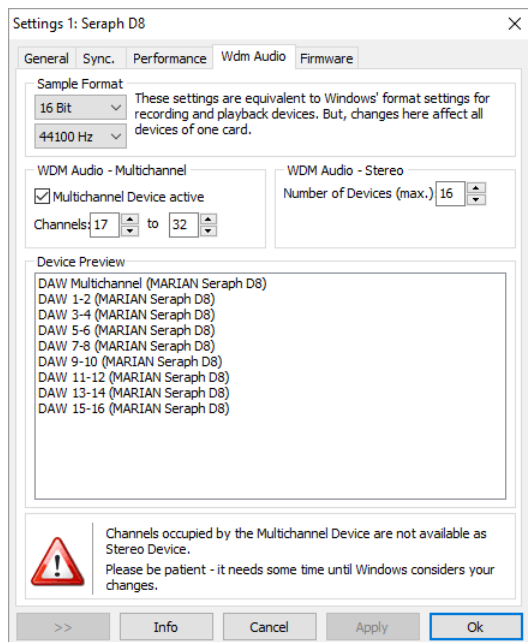 Settings 1: Seraph D8
General Sync. Performance Wdm Audio Firmware
Sample Format
16 Bit
44100 Hz
These settings are equivalent to Windows' format settings for
recording and playback devices. But, changes here affect all
devices of one card.
WDM Audio - Multichannel
Multichannel Device active
Channels: 17 to 32
WDM Audio - Stereo
Number of Devices (max.) 16
Device Preview
DAW Multichannel (MARIAN Seraph D8)
DAW 1-2 (MARIAN Seraph D8)
DAW 3-4 (MARIAN Seraph D8)
DAW 5-6 (MARIAN Seraph D8)
DAW 7-8 (MARIAN Seraph D8)
DAW 9-10 (MARIAN Seraph D8)
DAW 11-12 (MARIAN Seraph D8)
DAW 13-14 (MARIAN Seraph D8)
DAW 15-16 (MARIAN Seraph D8)
Channels occupied by the Multichannel Device are not available as
Stereo Device.
Please be patient - it needs some time until Windows considers your
changes.
>> Info Cancel Apply Ok